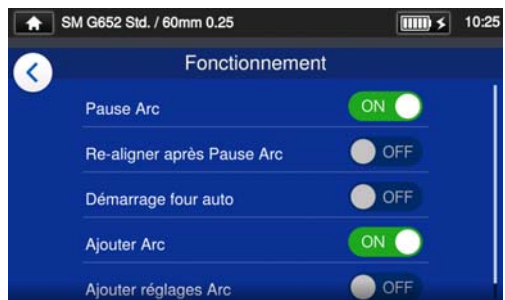 SM G652 Std. / 60mm 0.25 10:25
Fonctionnement
Pause Arc ON
Re-aligner après Pause Arc OFF
Démarrage four auto OFF
Ajouter Arc ON
Ajouter réglages Arc OFF